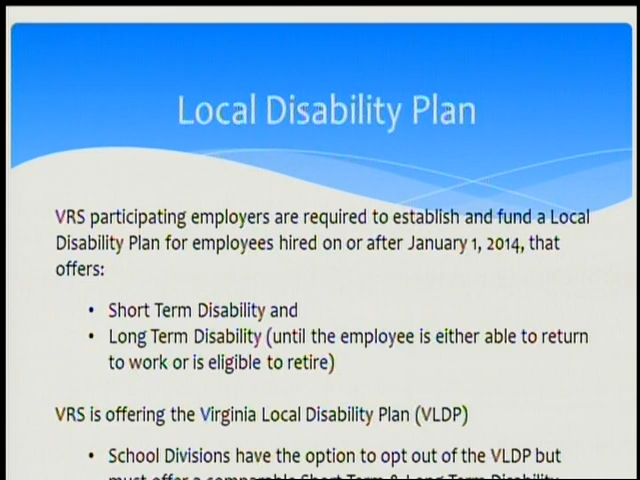 Local Disability Plan
VRS participating employers are required to establish and fund a Local
Disability Plan for employees hired on or after January 1, 2014, that
offers:
• Short Term Disability and
• Long Term Disability (until the employee is either able to return
to work or is eligible to retire)
VRS is offering the Virginia Local Disability Plan (VLDP)
• School Divisions have the option to opt out of the VLDP but
must offer a comparable Short Term & Long Term Disability